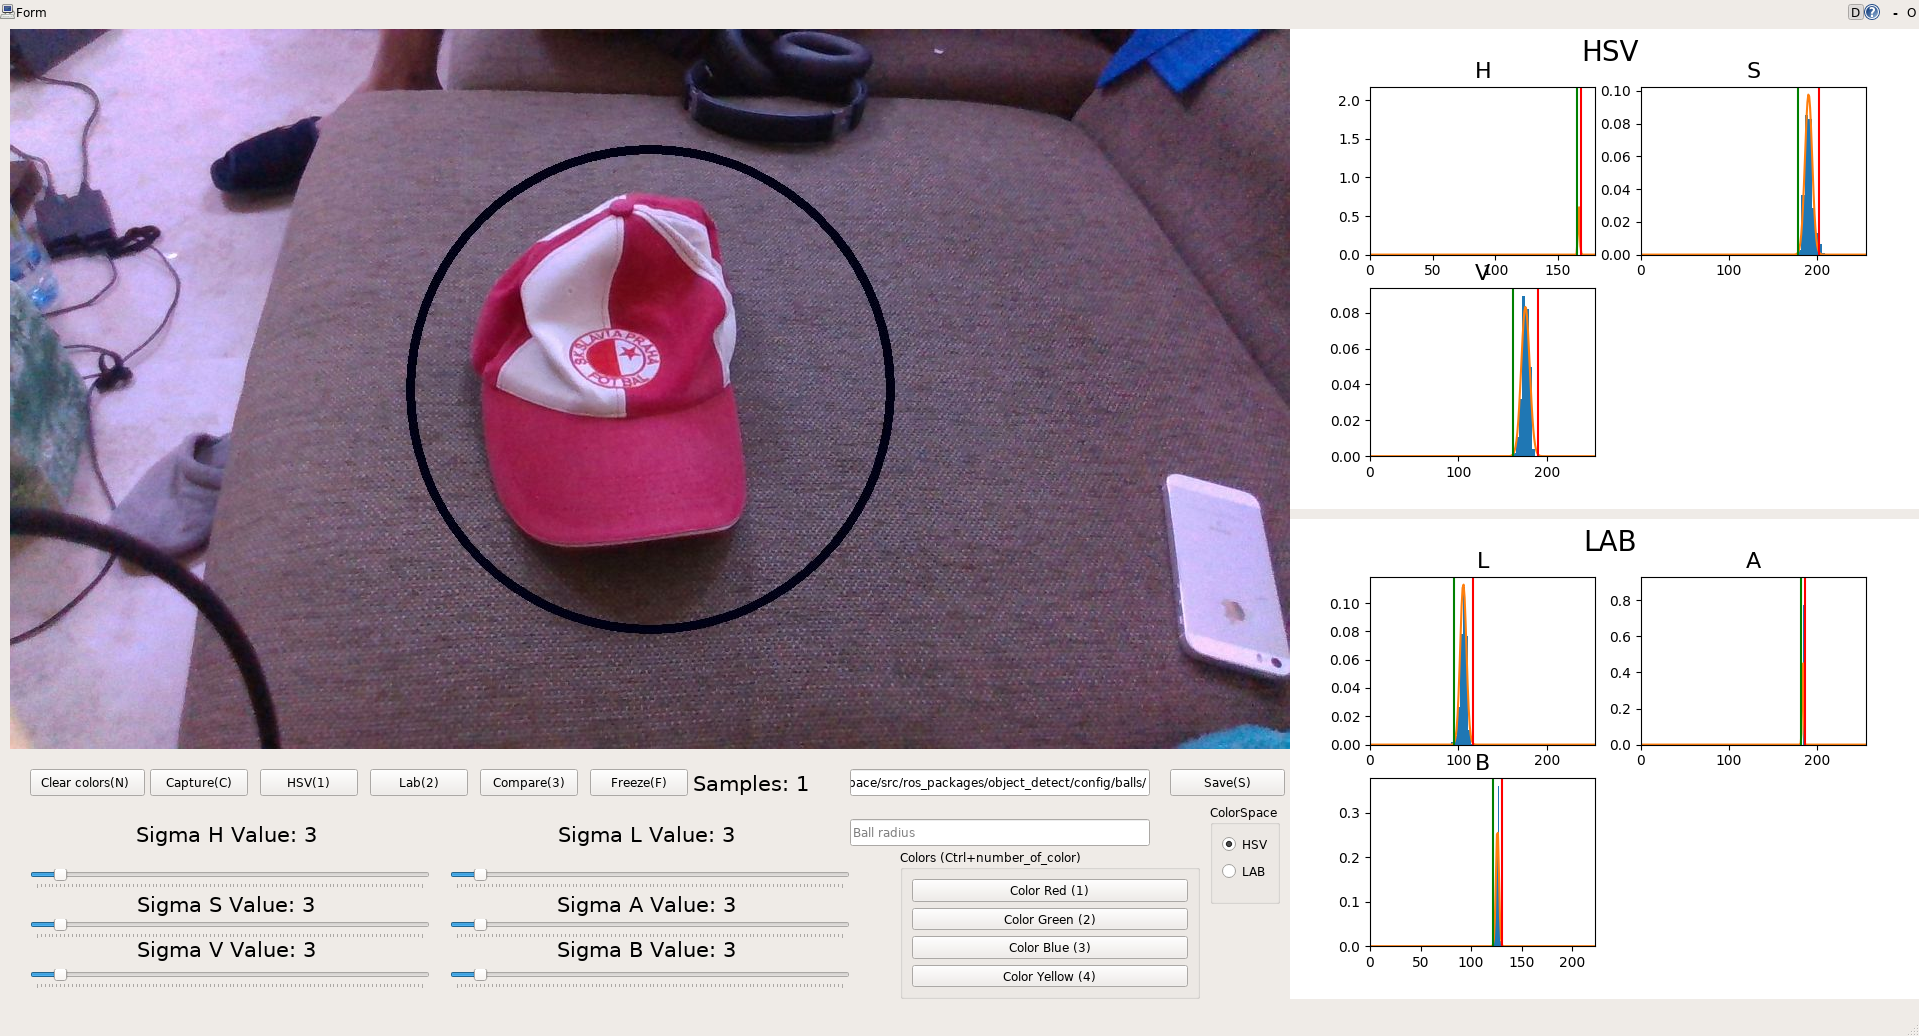 Form
D ? - O
SK SLAVIA PRAHA
FOTBAL
HSV
H
2.0
1.5
1.0
0.5
0.0
0 50 100 150
S
0.10
0.08
0.06
0.04
0.02
0.00
0 100 200
V
0.08
0.06
0.04
0.02
0.00
0 100 200
LAB
L
0.10
0.08
0.06
0.04
0.02
0.00
0 100 200
A
0.8
0.6
0.4
0.2
0.0
0 100 200
B
0.3
0.2
0.1
0.0
0 50 100 150 200
Clear colors(N) Capture(C) HSV(1) Lab(2) Compare(3) Freeze(F) Samples: 1
pace/src/ros_packages/object_detect/config/balls/ Save(S)
Sigma H Value: 3
Sigma S Value: 3
Sigma V Value: 3
Sigma L Value: 3
Sigma A Value: 3
Sigma B Value: 3
Ball radius
Colors (Ctrl+number_of_color)
Color Red (1)
Color Green (2)
Color Blue (3)
Color Yellow (4)
ColorSpace
HSV
LAB